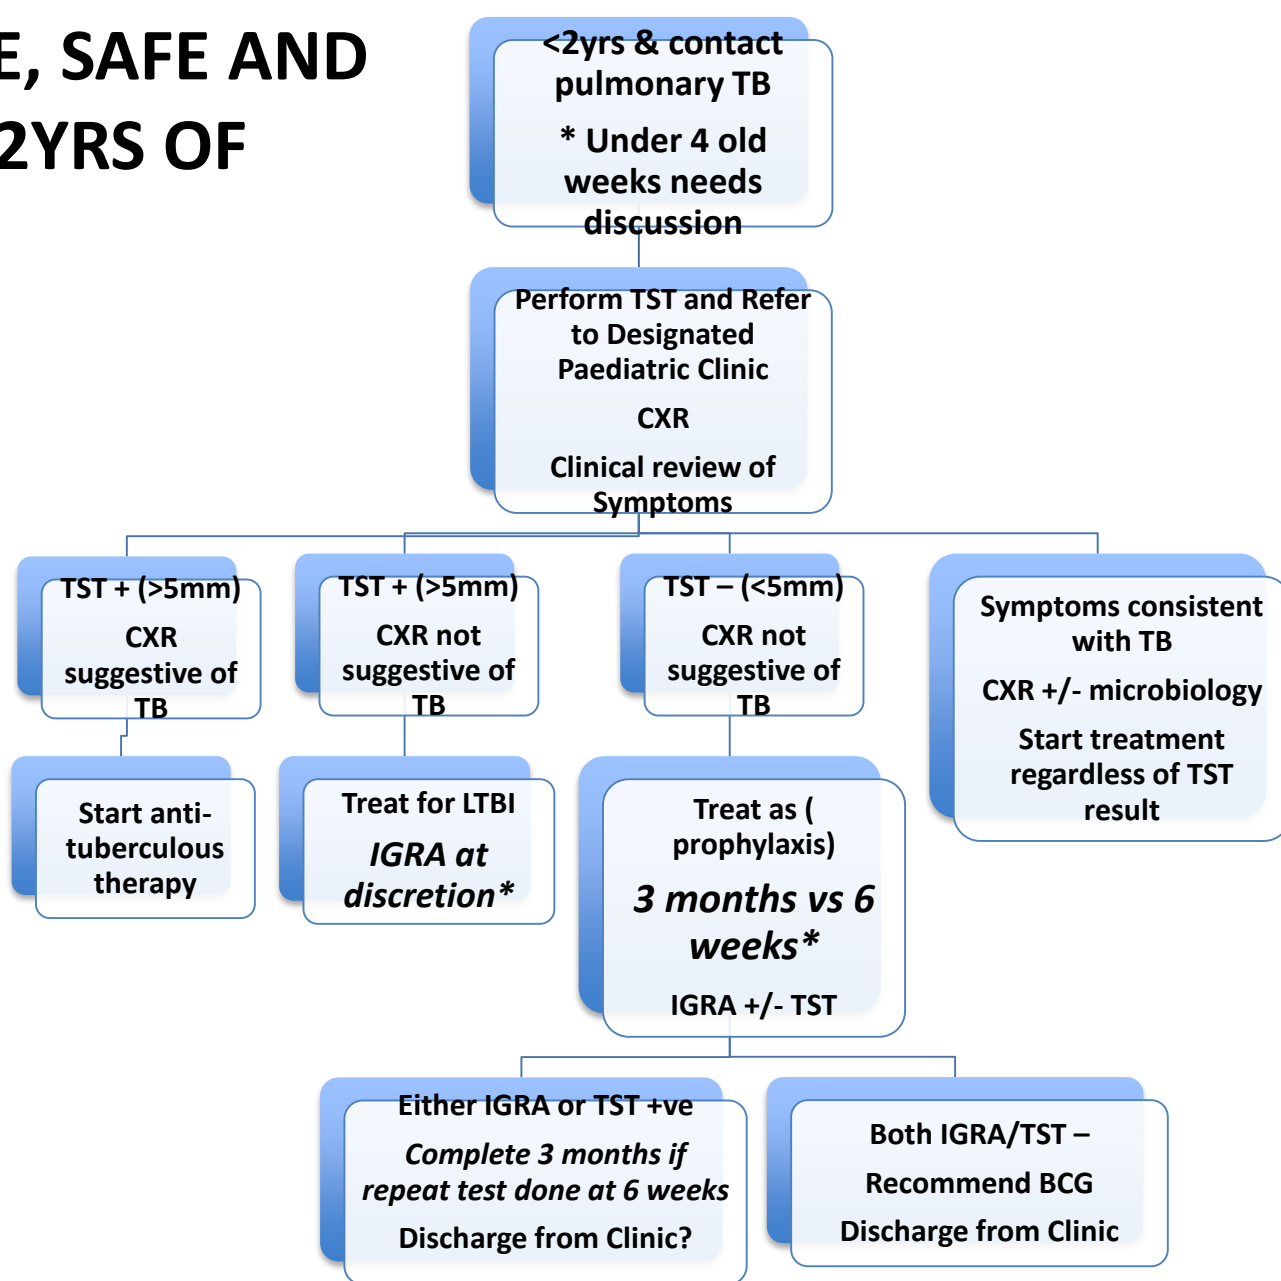 E, SAFE AND
2YRS OF
<2yrs & contact
pulmonary TB
* Under 4 old
weeks needs
discussion
Perform TST and Refer
to Designated
Paediatric Clinic
CXR
Clinical review of
Symptoms
TST + (>5mm)
CXR
suggestive of
TB
TST + (>5mm)
CXR not
suggestive of
TB
TST – (<5mm)
CXR not
suggestive of
TB
Symptoms consistent
with TB
CXR +/- microbiology
Start treatment
regardless of TST
result
Start anti-
tuberculous
therapy
Treat for LTBI
IGRA at
discretion*
Treat as (
prophylaxis)
3 months vs 6
weeks*
IGRA +/- TST
Either IGRA or TST +ve
Complete 3 months if
repeat test done at 6 weeks
Discharge from Clinic?
Both IGRA/TST –
Recommend BCG
Discharge from Clinic